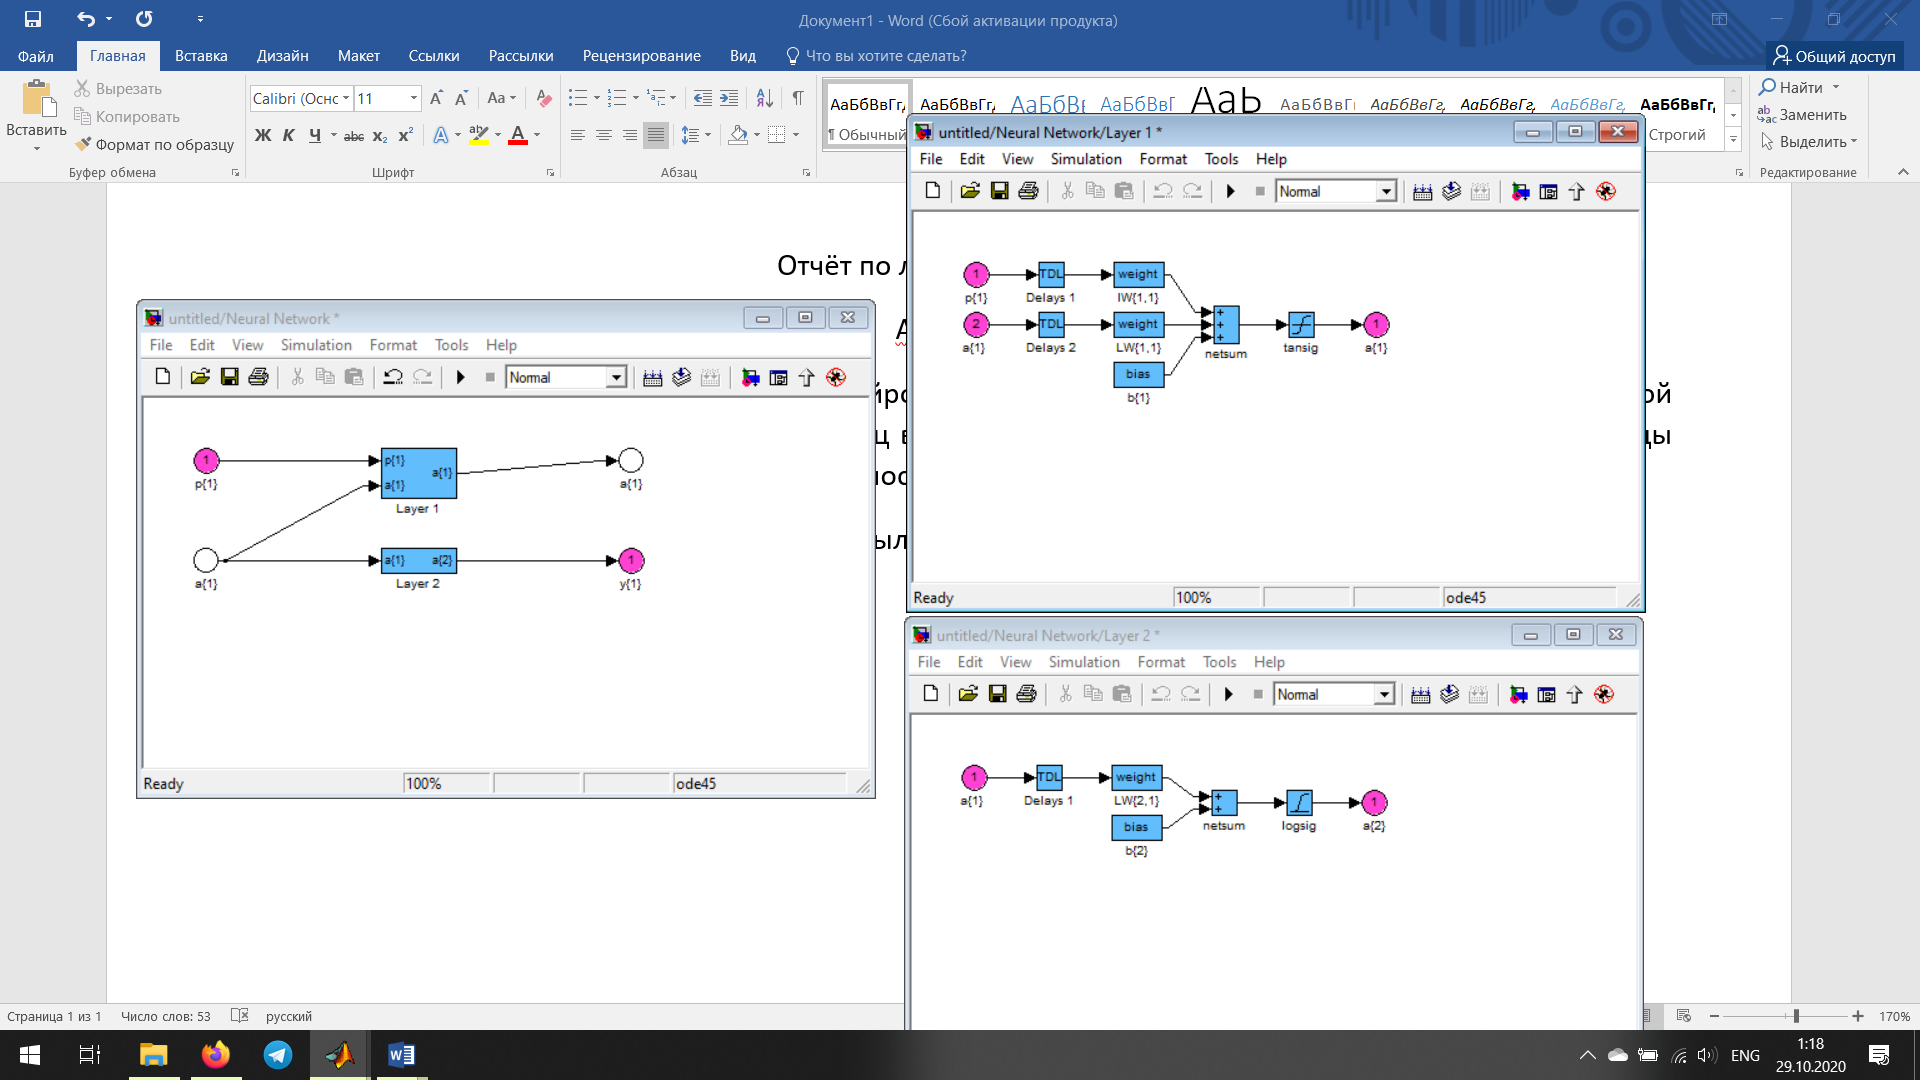 Документ1 - Word (Сбой активации продукта)
Файл
Главная
Вставка
Дизайн
Макет
Ссылки
Рассылки
Рецензирование
Вид
Что вы хотите сделать?
Общий доступ
Вставить
Вырезать
Копировать
Формат по образцу
Буфер обмена
Calibri (Оснс
11
Aa
Ж К Ч abc x₂ x²
A
ab
A
Шрифт
Абзац
АаБбВвГг,
АаБбВвГг,
АаБбВвГ
АаБбВвГ
АаБ
АаБбВвГ
АаБбВвГг,
АаБбВвГг,
АаБбВвГг,
АаБбВвГг,
¶ Обычный
Строгий
Найти
Заменить
Выделить
Редактирование
Отчёт по л
untitled/Neural Network *
File Edit View Simulation Format Tools Help
Normal
1
p{1}
p{1}
a{1}
a{1}
Layer 1
a{1}
a{1}
a{1}
a{2}
Layer 2
1
y{1}
Ready
100%
ode45
untitled/Neural Network/Layer 1 *
File Edit View Simulation Format Tools Help
Normal
1
p{1}
TDL
Delays 1
weight
IW{1,1}
2
a{1}
TDL
Delays 2
weight
LW{1,1}
bias
b{1}
+
+
+
netsum
tansig
1
a{1}
Ready
100%
ode45
untitled/Neural Network/Layer 2 *
File Edit View Simulation Format Tools Help
Normal
1
a{1}
TDL
Delays 1
weight
LW{2,1}
bias
b{2}
+
+
netsum
logsig
1
a{2}
Страница 1 из 1
Число слов: 53
русский
170%
ENG
1:18
29.10.2020